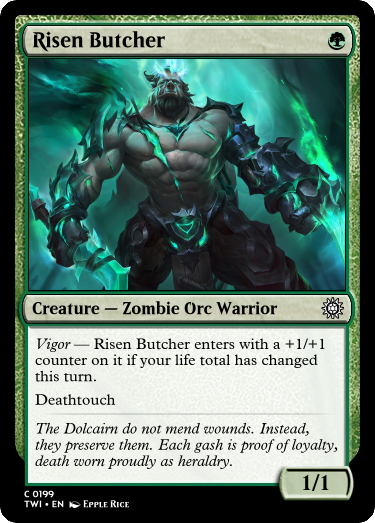 Risen Butcher
Creature — Zombie Orc Warrior
Vigor — Risen Butcher enters with a +1/+1
counter on it if your life total has changed
this turn.
Deathtouch
The Dolcairn do not mend wounds. Instead,
they preserve them. Each gash is proof of loyalty,
death worn proudly as heraldry.
1/1
C 0199
TWI • EN Epple Rice